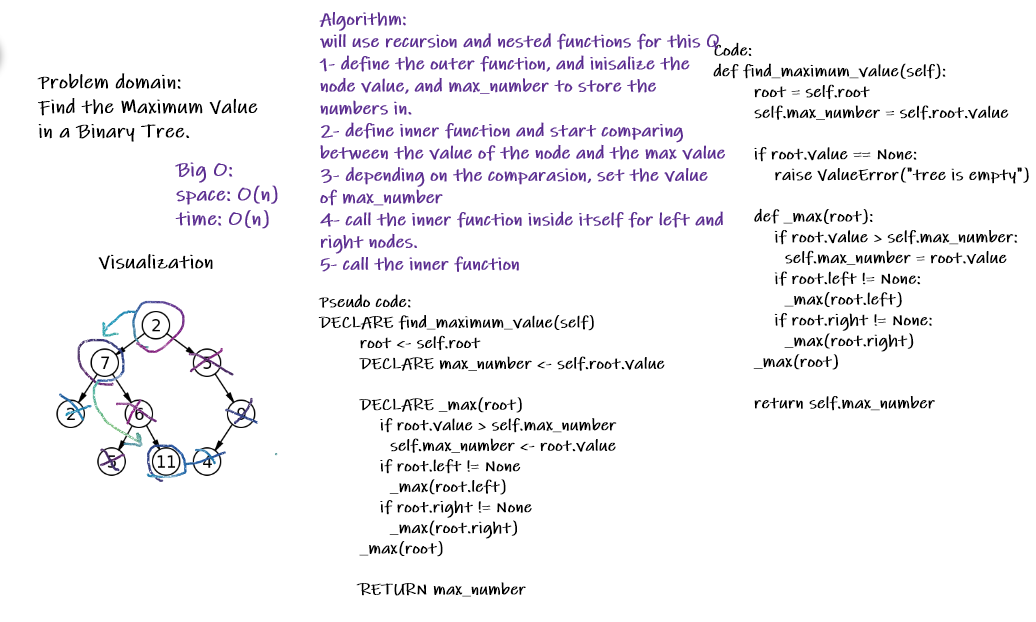 Problem domain:
Find the Maximum Value
in a Binary Tree.
Big O:
space: O(n)
time: O(n)
Visualization
2
7
5
2
6
9
5
11
4
Algorithm:
will use recursion and nested functions for this Q
1- define the outer function, and inisalize the
node value, and max_number to store the
numbers in.
2- define inner function and start comparing
between the value of the node and the max value
3- depending on the comparasion, set the value
of max_number
4- call the inner function inside itself for left and
right nodes.
5- call the inner function
Pseudo code:
DECLARE find_maximum_value(self)
root <- self.root
DECLARE max_number <- self.root.value
DECLARE _max(root)
if root.value > self.max_number
self.max_number <- root.value
if root.left != None
_max(root.left)
if root.right != None
_max(root.right)
_max(root)
RETURN max_number
Code:
def find_maximum_value(self):
root = self.root
self.max_number = self.root.value
if root.value == None:
raise ValueError("tree is empty")
def _max(root):
if root.value > self.max_number:
self.max_number = root.value
if root.left != None:
_max(root.left)
if root.right != None:
_max(root.right)
_max(root)
return self.max_number